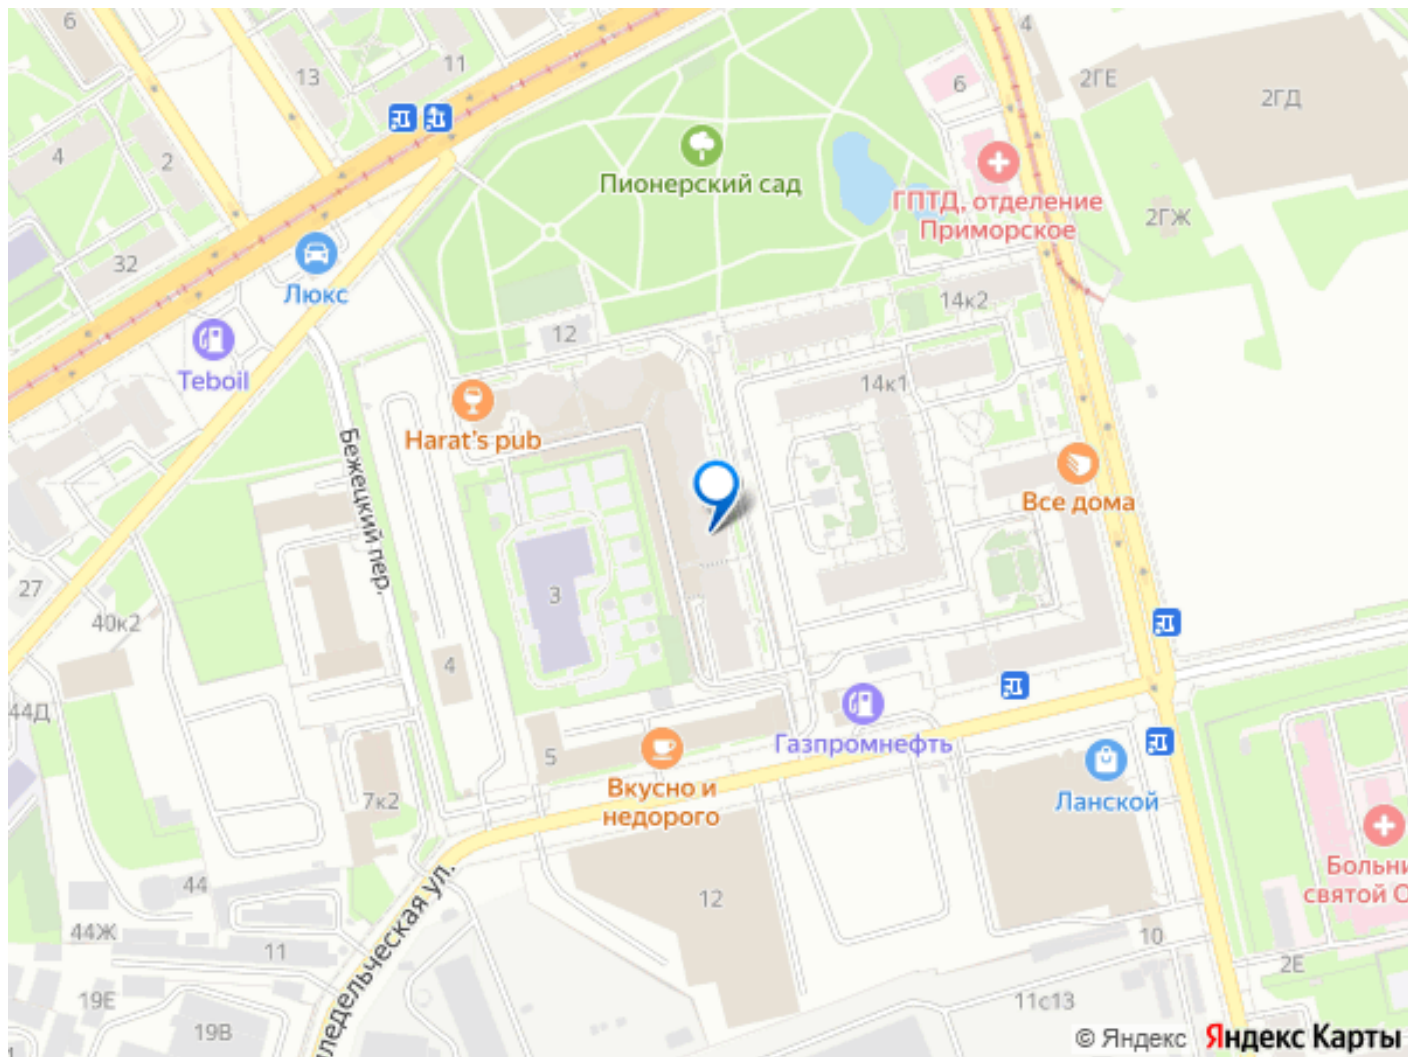 6
13
11
4
2ГЕ
2ГД
6
4
2
Пионерский сад
ГПТД, отделение
Приморское
2ГЖ
32
Люкс
14к2
12
Teboil
14к1
Harat's pub
Бежецкий пер.
Все дома
27
3
40к2
4
44Д
Газпромнефть
5
Вкусно и
недорого
Ланской
7к2
44
12
Больни
святой О
44Ж
11
10
2Е
19Е
11с13
19В
ледельческая ул.
© Яндекс Яндекс Карты